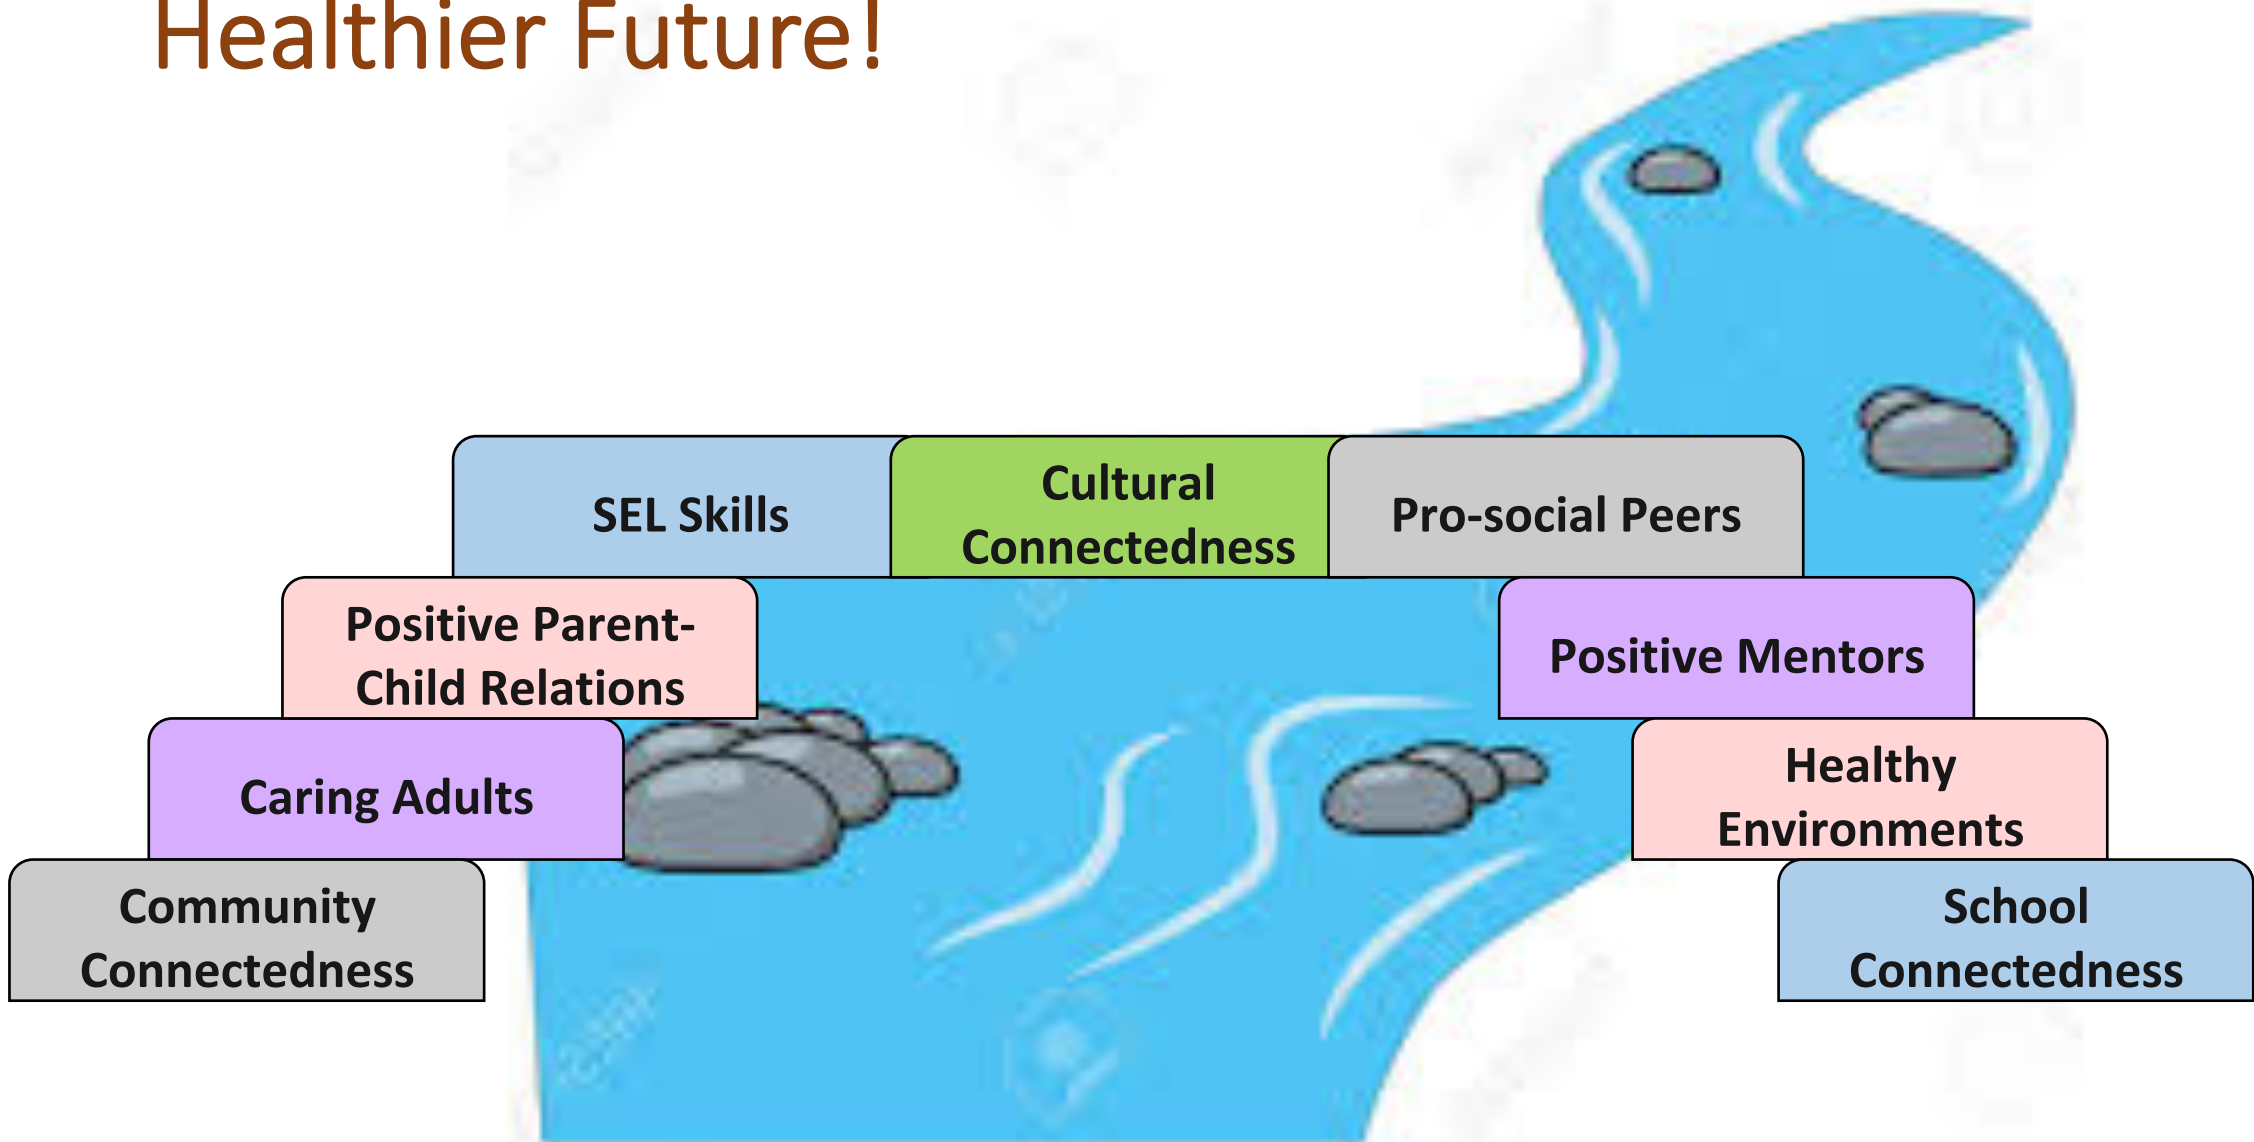 Healthier Future!
SEL Skills
Cultural
Connectedness
Pro-social Peers
Positive Parent-
Child Relations
Positive Mentors
Caring Adults
Healthy
Environments
Community
Connectedness
School
Connectedness